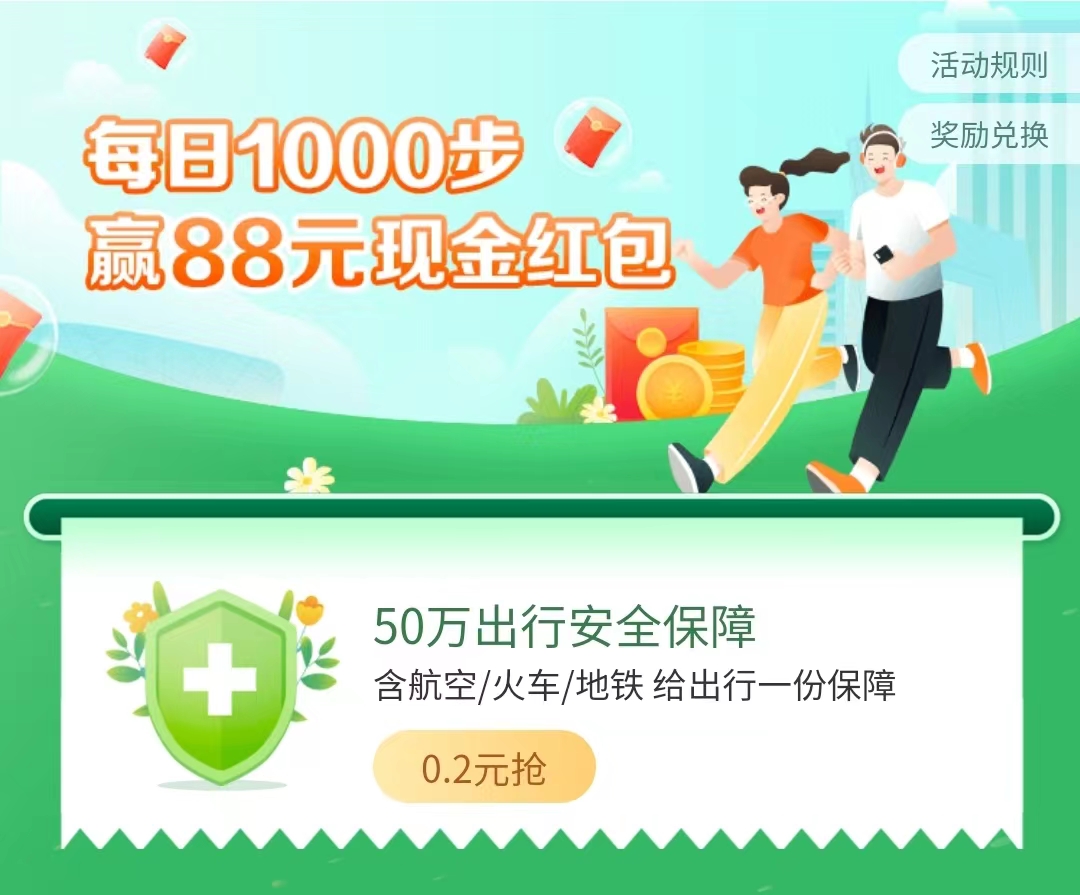 活动规则
奖励兑换
每日1000步
赢88元现金红包
50万出行安全保障
含航空/火车/地铁 给出行一份保障
0.2元抢